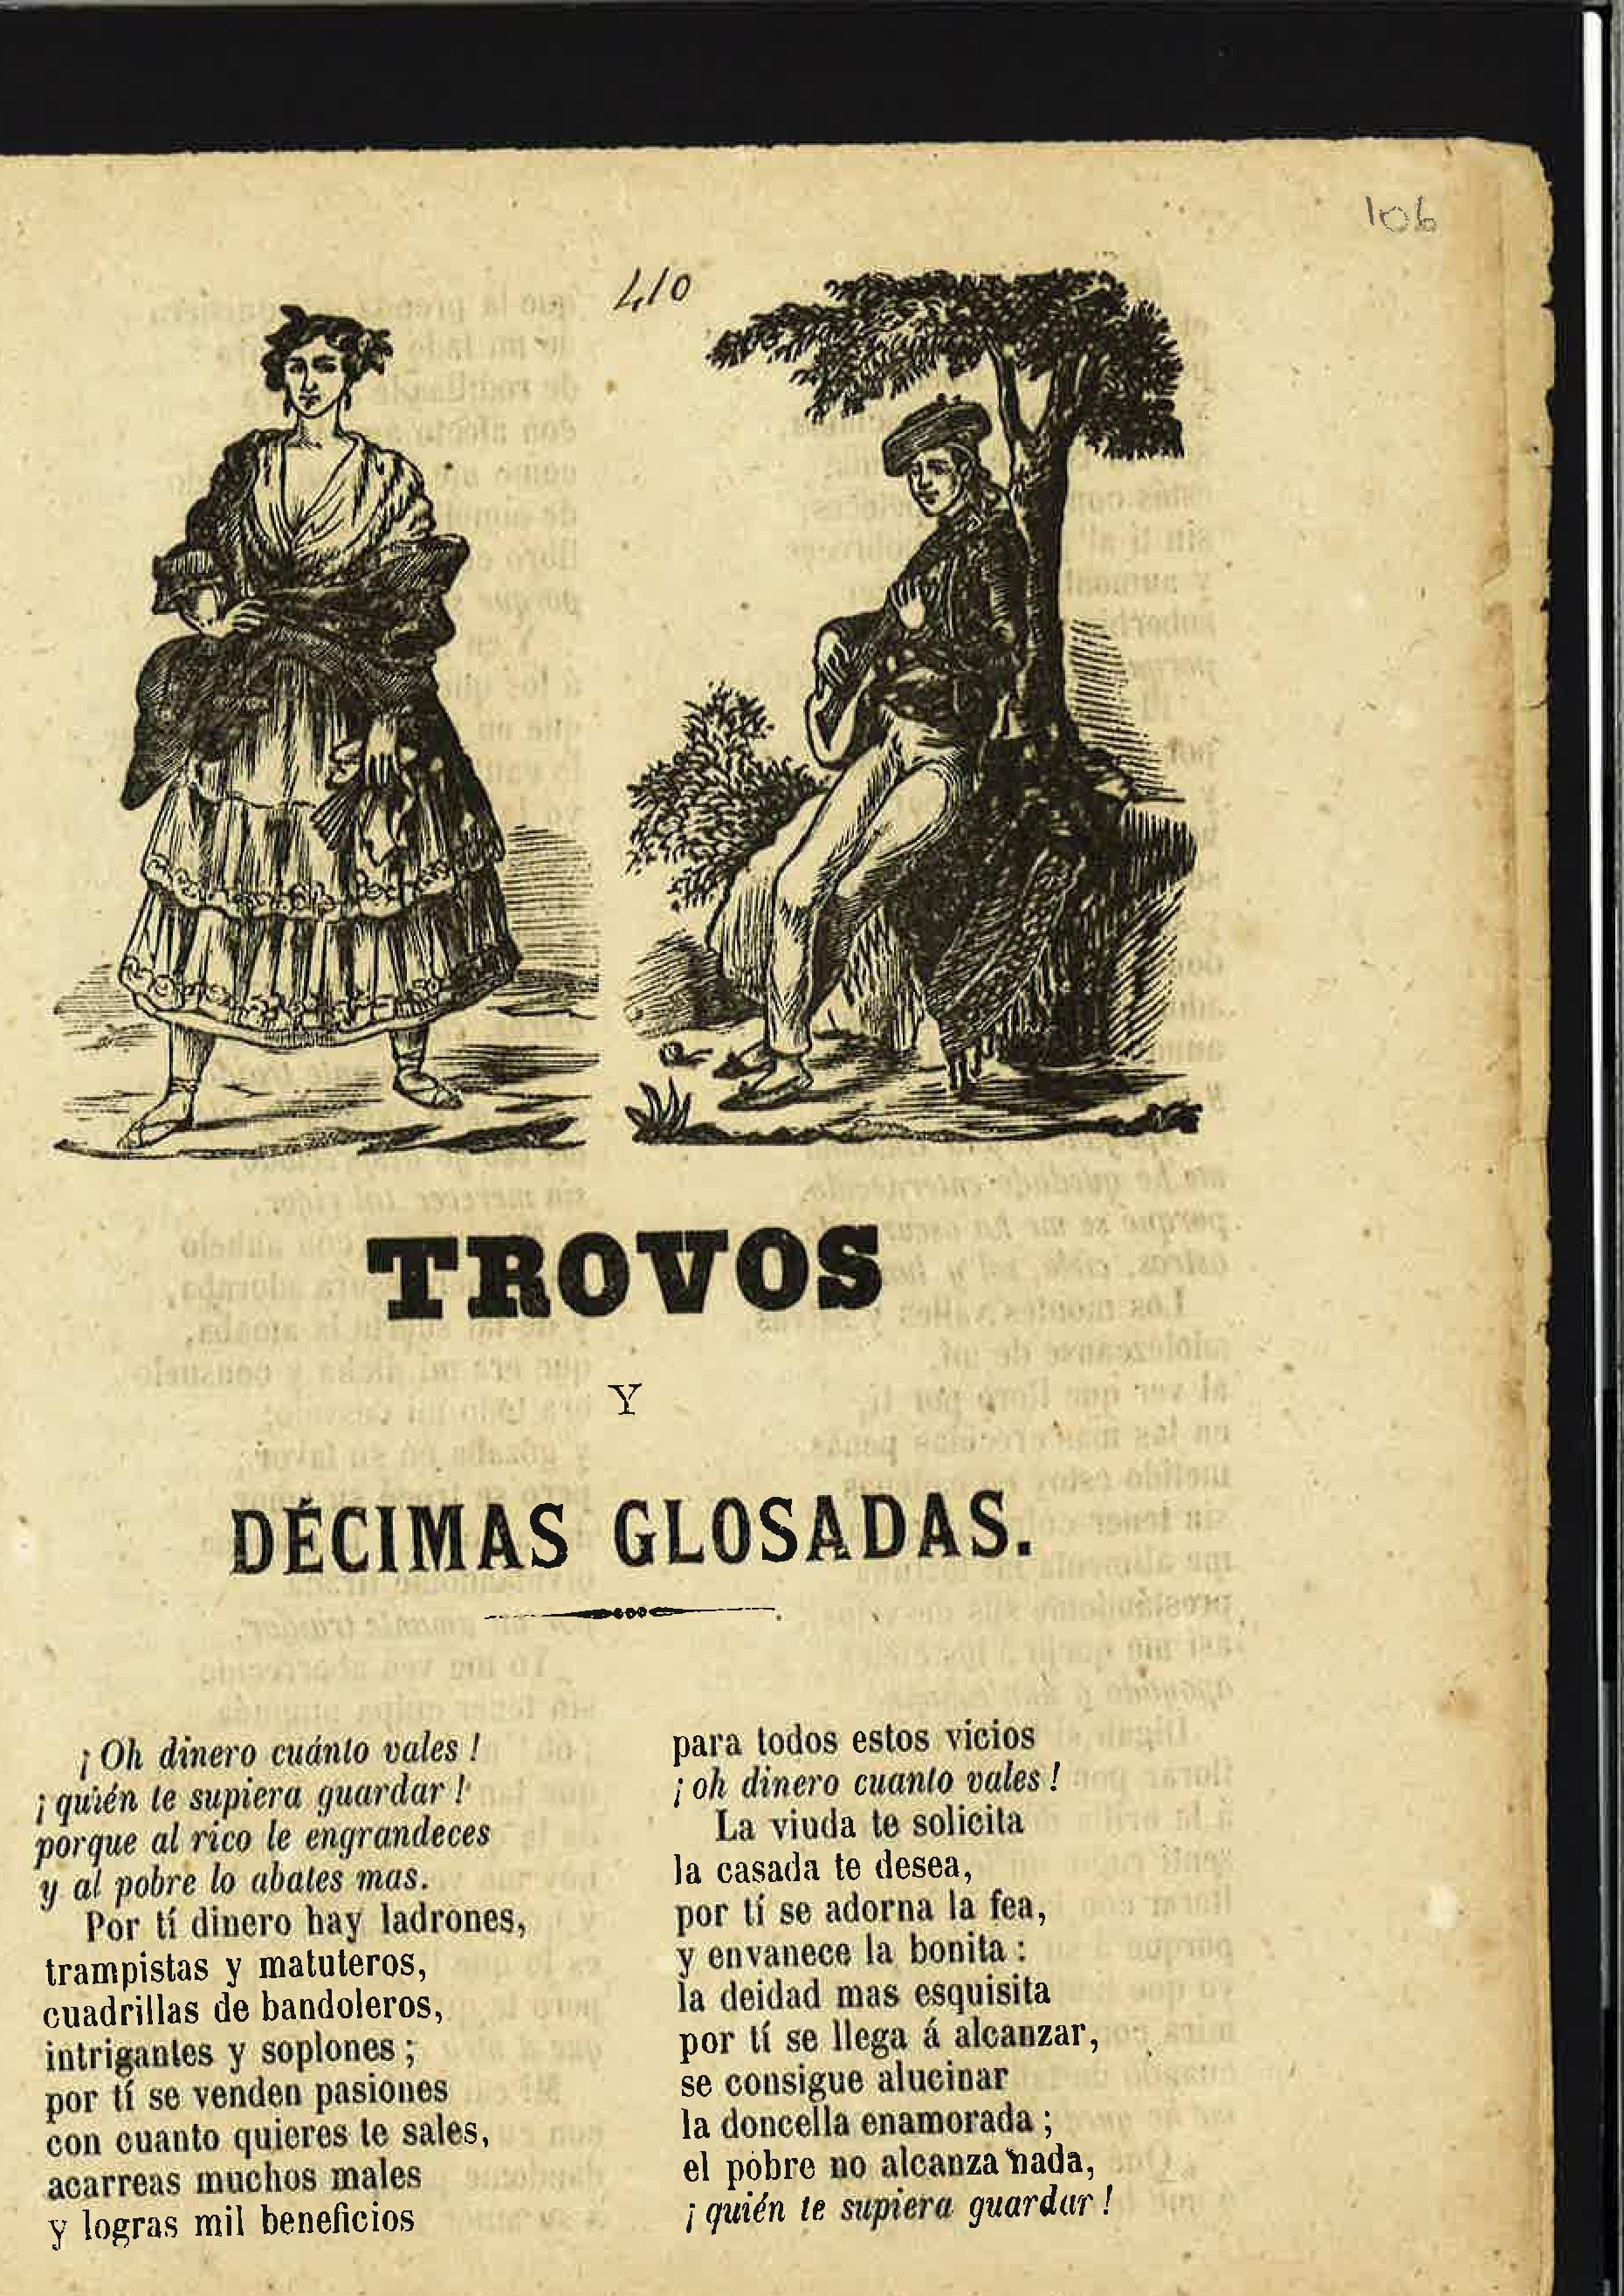 106
410
TROVOS
Y
DÉCIMAS GLOSADAS.
¡Oh dinero cuánto vales!
¡quién te supiera guardar!
porque al rico le engrandeces
y al pobre lo abates mas.
Por tí dinero hay ladrones,
trampistas y matuteros,
cuadrillas de bandoleros,
intrigantes y soplones;
por tí se venden pasiones
con cuanto quieres te sales,
acarreas muchos males
y logras mil beneficios
para todos estos vicios
¡oh dinero cuanto vales!
La viuda te solicita
la casada te desea,
por tí se adorna la fea,
y envanece la bonita:
la deidad mas esquisita
por tí se llega á alcanzar,
se consigue alucinar
la doncella enamorada;
el pobre no alcanza nada,
¡quién te supiera guardar!